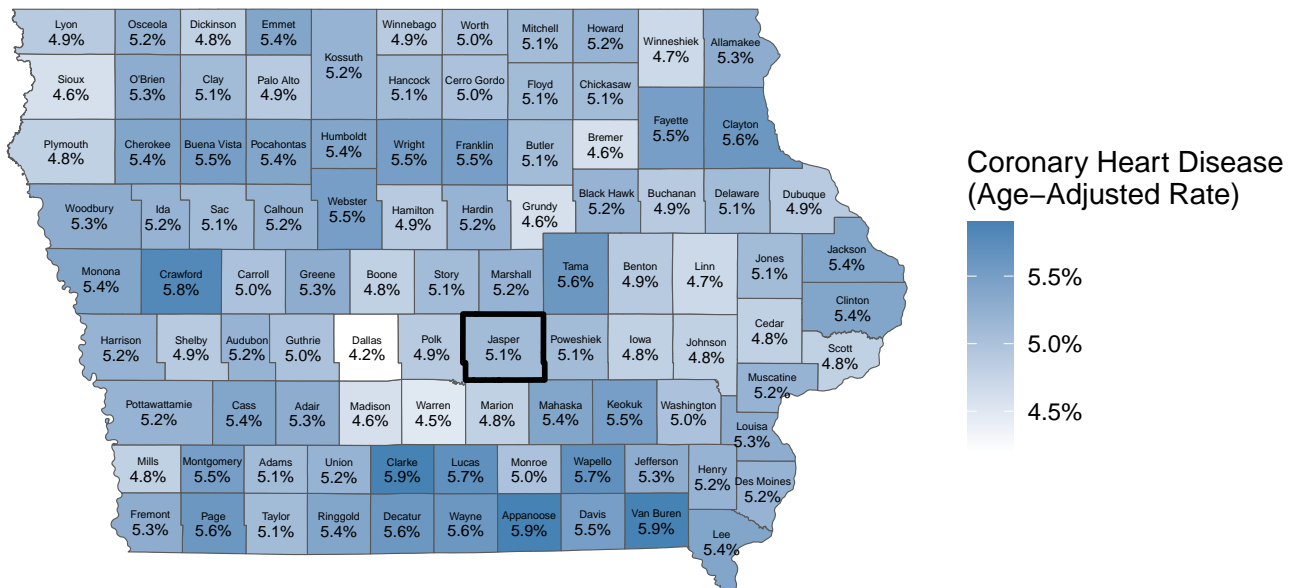 Lyon
4.9%
Osceola
5.2%
Dickinson
4.8%
Emmet
5.4%
Kossuth
5.2%
Winnebago
4.9%
Worth
5.0%
Mitchell
5.1%
Howard
5.2%
Winneshiek
4.7%
Allamakee
5.3%
Sioux
4.6%
O'Brien
5.3%
Clay
5.1%
Palo Alto
4.9%
Hancock
5.1%
Cerro Gordo
5.0%
Floyd
5.1%
Chickasaw
5.1%
Fayette
5.5%
Clayton
5.6%
Plymouth
4.8%
Cherokee
5.4%
Buena Vista
5.5%
Pocahontas
5.4%
Humboldt
5.4%
Wright
5.5%
Franklin
5.5%
Butler
5.1%
Bremer
4.6%
Woodbury
5.3%
Ida
5.2%
Sac
5.1%
Calhoun
5.2%
Webster
5.5%
Hamilton
4.9%
Hardin
5.2%
Grundy
4.6%
Black Hawk
5.2%
Buchanan
4.9%
Delaware
5.1%
Dubuque
4.9%
Monona
5.4%
Crawford
5.8%
Carroll
5.0%
Greene
5.3%
Boone
4.8%
Story
5.1%
Marshall
5.2%
Tama
5.6%
Benton
4.9%
Linn
4.7%
Jones
5.1%
Jackson
5.4%
Clinton
5.4%
Harrison
5.2%
Shelby
4.9%
Audubon
5.2%
Guthrie
5.0%
Dallas
4.2%
Polk
4.9%
Jasper
5.1%
Poweshiek
5.1%
Iowa
4.8%
Johnson
4.8%
Cedar
4.8%
Scott
4.8%
Muscatine
5.2%
Pottawattamie
5.2%
Cass
5.4%
Adair
5.3%
Madison
4.6%
Warren
4.5%
Marion
4.8%
Mahaska
5.4%
Keokuk
5.5%
Washington
5.0%
Louisa
5.3%
Mills
4.8%
Montgomery
5.5%
Adams
5.1%
Union
5.2%
Clarke
5.9%
Lucas
5.7%
Monroe
5.0%
Wapello
5.7%
Jefferson
5.3%
Henry
5.2%
Des Moines
5.2%
Fremont
5.3%
Page
5.6%
Taylor
5.1%
Ringgold
5.4%
Decatur
5.6%
Wayne
5.6%
Appanoose
5.9%
Davis
5.5%
Van Buren
5.9%
Lee
5.4%
Coronary Heart Disease
(Age−Adjusted Rate)
5.5%
5.0%
4.5%